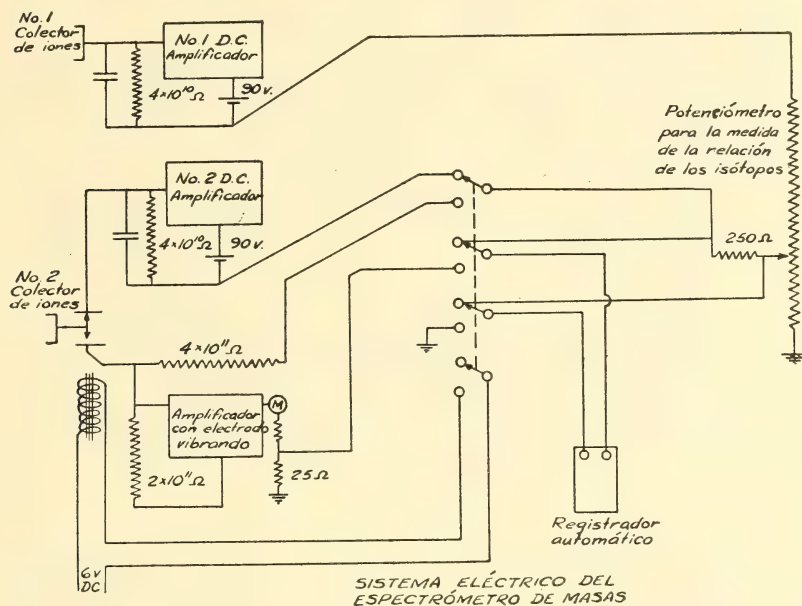 No. 1
Colector
de iones
No. 1 D.C.
Amplificador
4×10¹⁰Ω
90 v.
Potenciómetro
para la medida
de la relación
de los isótopos
No. 2 D.C.
Amplificador
4×10¹⁰Ω
90 v.
250 Ω
No. 2
Colector
de iones
4×10¹¹Ω
Amplificador
con electrodo
vibrando
M
2×10¹¹Ω
25 Ω
Registrador
automático
6v
DC
SISTEMA ELÉCTRICO DEL
ESPECTRÓMETRO DE MASAS